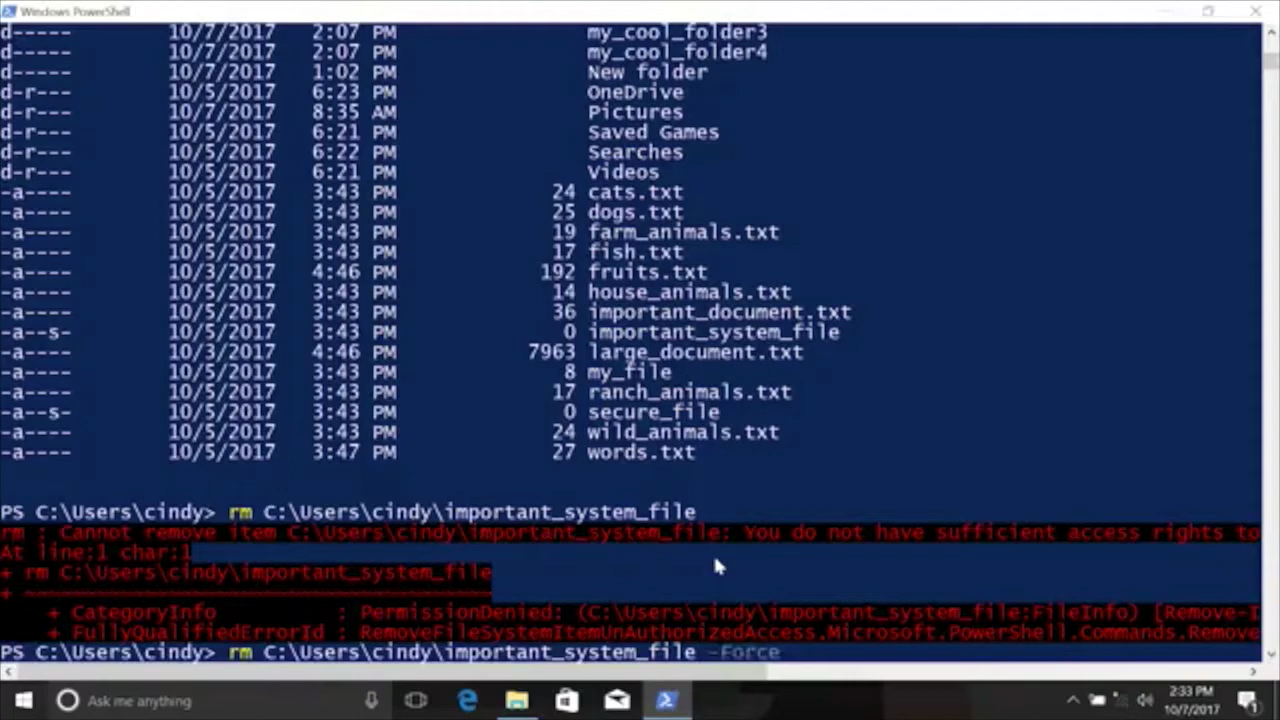 Windows PowerShell
d----- 10/7/2017 2:07 PM my_cool_folder3
d----- 10/7/2017 2:07 PM my_cool_folder4
d----- 10/7/2017 1:02 PM New folder
d-r--- 10/5/2017 6:23 PM OneDrive
d-r--- 10/7/2017 8:35 AM Pictures
d-r--- 10/5/2017 6:21 PM Saved Games
d-r--- 10/5/2017 6:22 PM Searches
d-r--- 10/5/2017 6:21 PM Videos
-a---- 10/5/2017 3:43 PM 24 cats.txt
-a---- 10/5/2017 3:43 PM 25 dogs.txt
-a---- 10/5/2017 3:43 PM 19 farm_animals.txt
-a---- 10/5/2017 3:43 PM 17 fish.txt
-a---- 10/3/2017 4:46 PM 192 fruits.txt
-a---- 10/5/2017 3:43 PM 14 house_animals.txt
-a---- 10/5/2017 3:43 PM 36 important_document.txt
-a--s- 10/5/2017 3:43 PM 0 important_system_file
-a---- 10/3/2017 4:46 PM 7963 large_document.txt
-a---- 10/5/2017 3:43 PM 8 my_file
-a---- 10/5/2017 3:43 PM 17 ranch_animals.txt
-a--s- 10/5/2017 3:43 PM 0 secure_file
-a---- 10/5/2017 3:43 PM 24 wild_animals.txt
-a---- 10/5/2017 3:47 PM 27 words.txt
PS C:\Users\cindy> rm C:\Users\cindy\important_system_file
rm : Cannot remove item C:\Users\cindy\important_system_file: You do not have sufficient access rights to
At line:1 char:1
+ rm C:\Users\cindy\important_system_file
+ ~~~~~~~~~~~~~~~~~~~~~~~~~~~~~~~~~~~~~~~
+ CategoryInfo : PermissionDenied: (C:\Users\cindy\important_system_file:FileInfo) [Remove-I
+ FullyQualifiedErrorId : RemoveFileSystemItemUnAuthorizedAccess.Microsoft.PowerShell.Commands.Remove
PS C:\Users\cindy> rm C:\Users\cindy\important_system_file -Force
Ask me anything
2:33 PM
10/7/2017
1